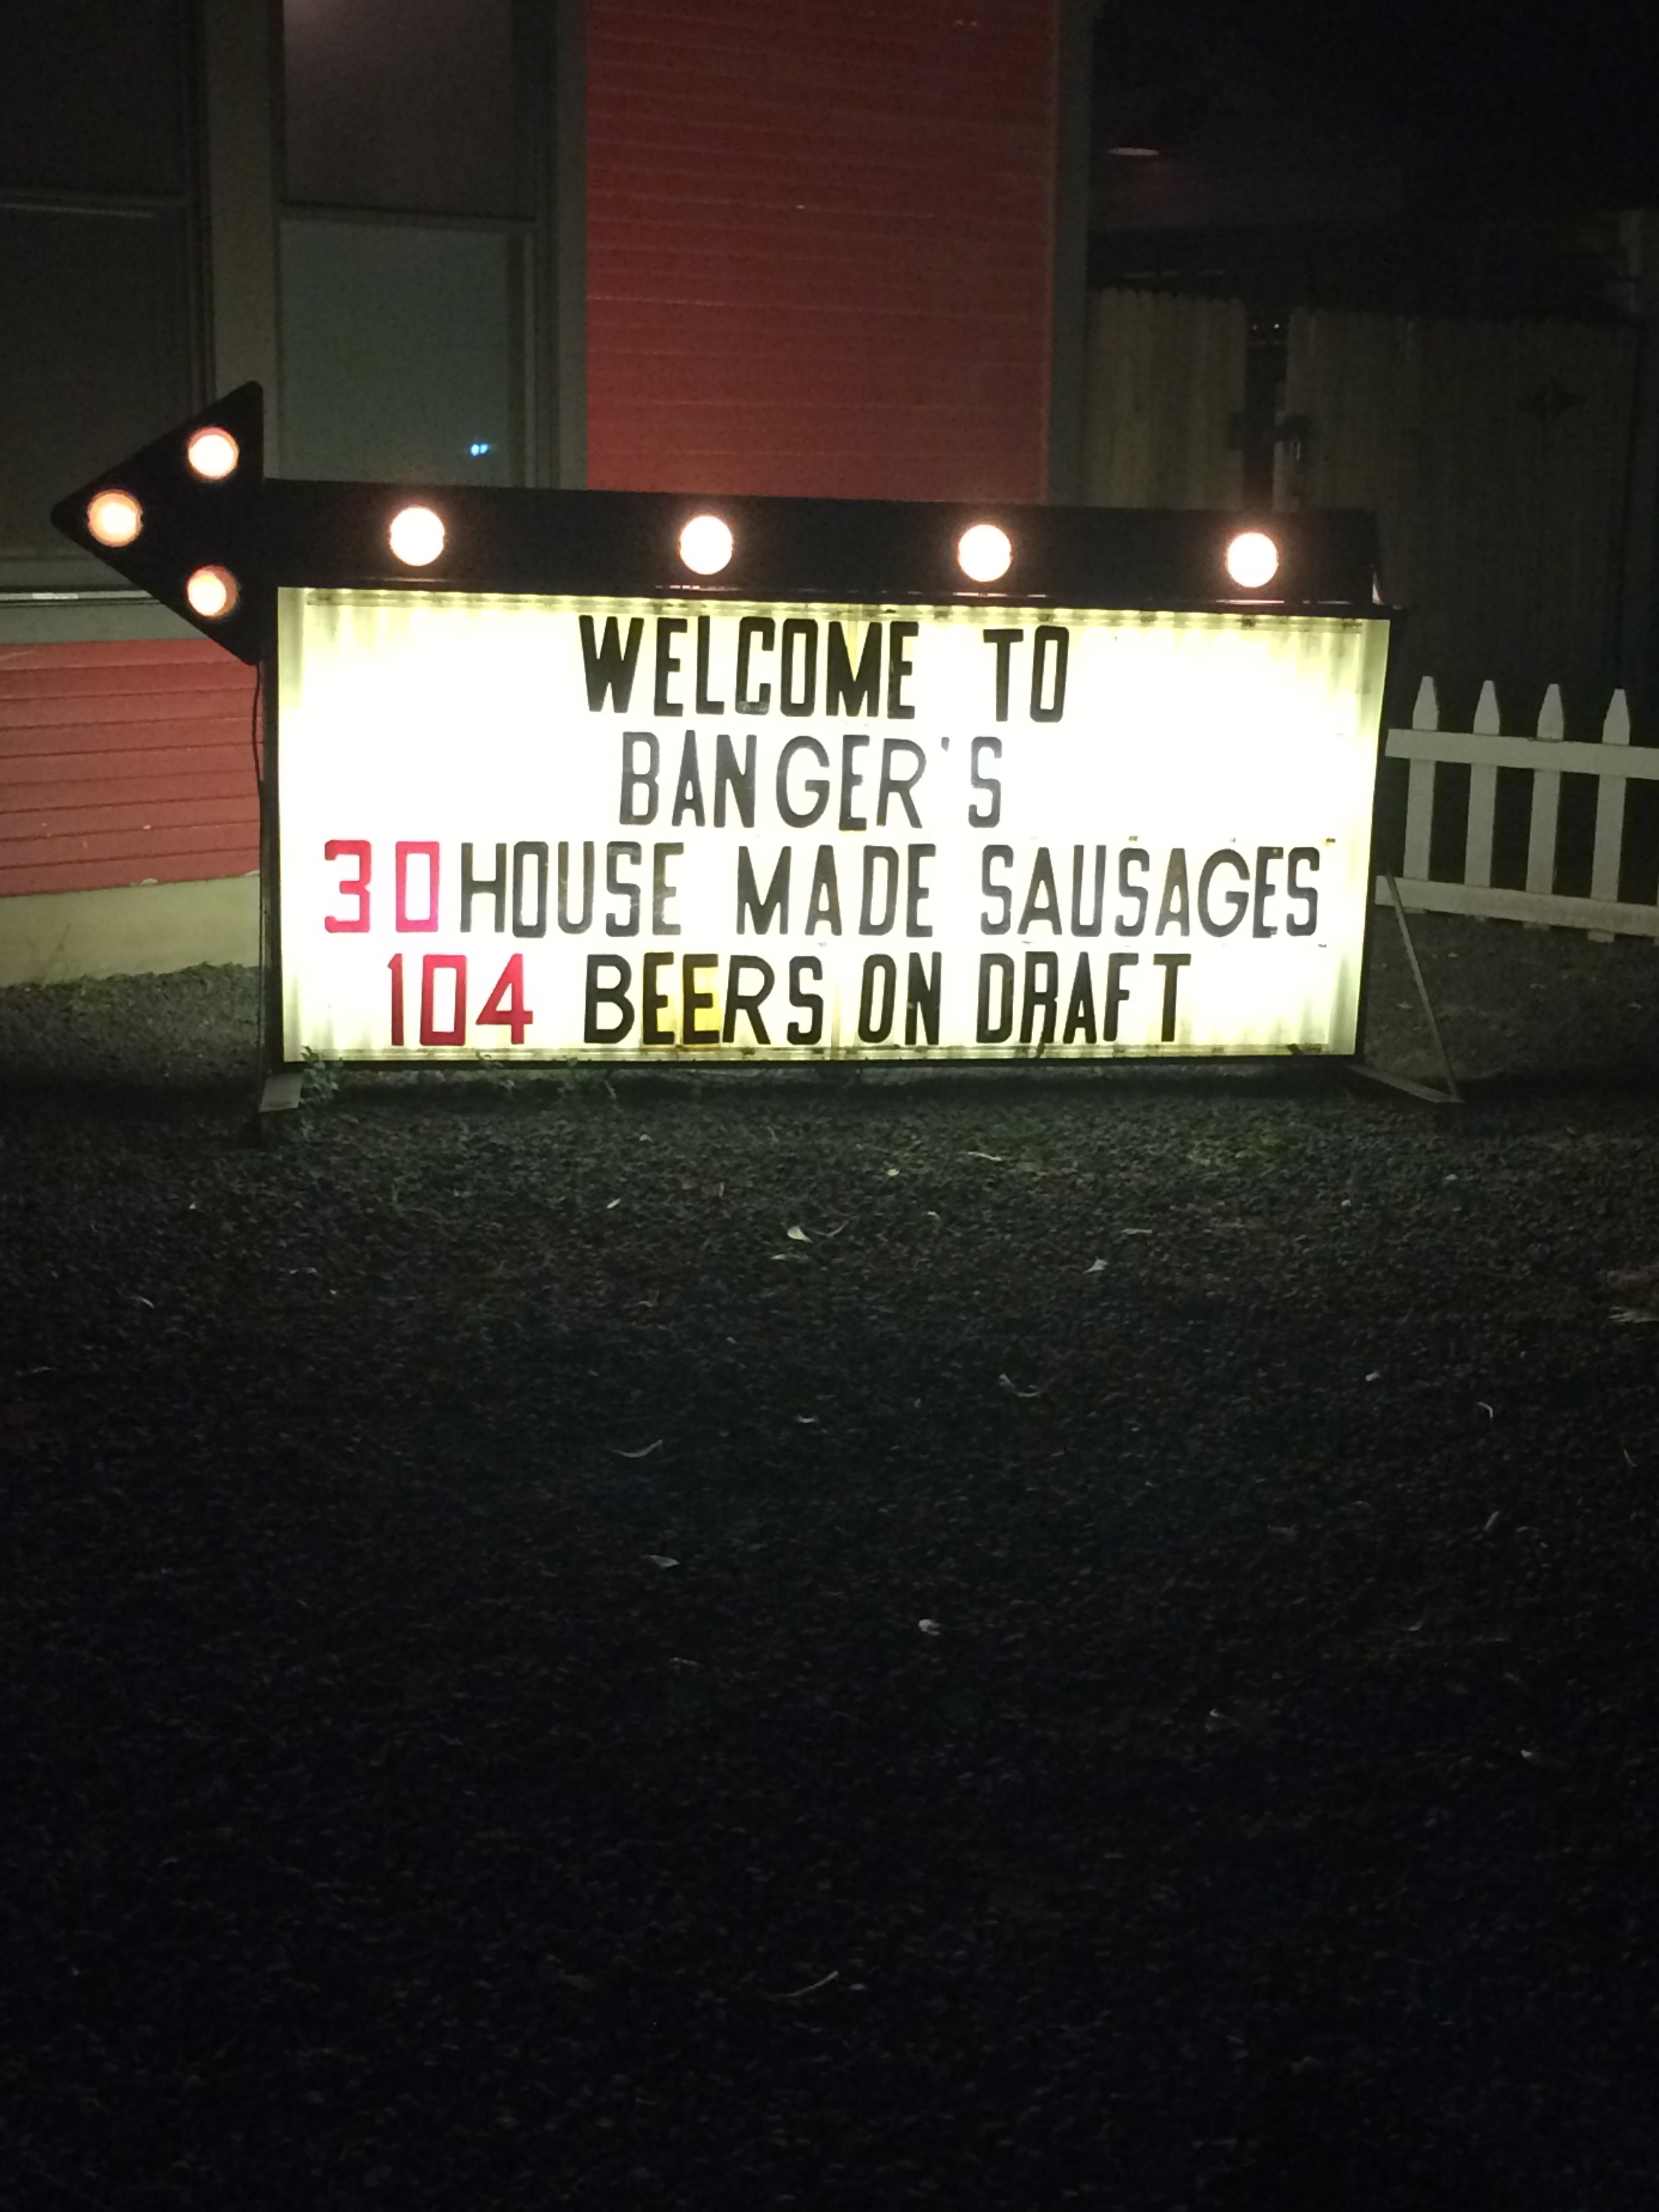 WELCOME TO
BANGER'S
30 HOUSE MADE SAUSAGES
104 BEERS ON DRAFT